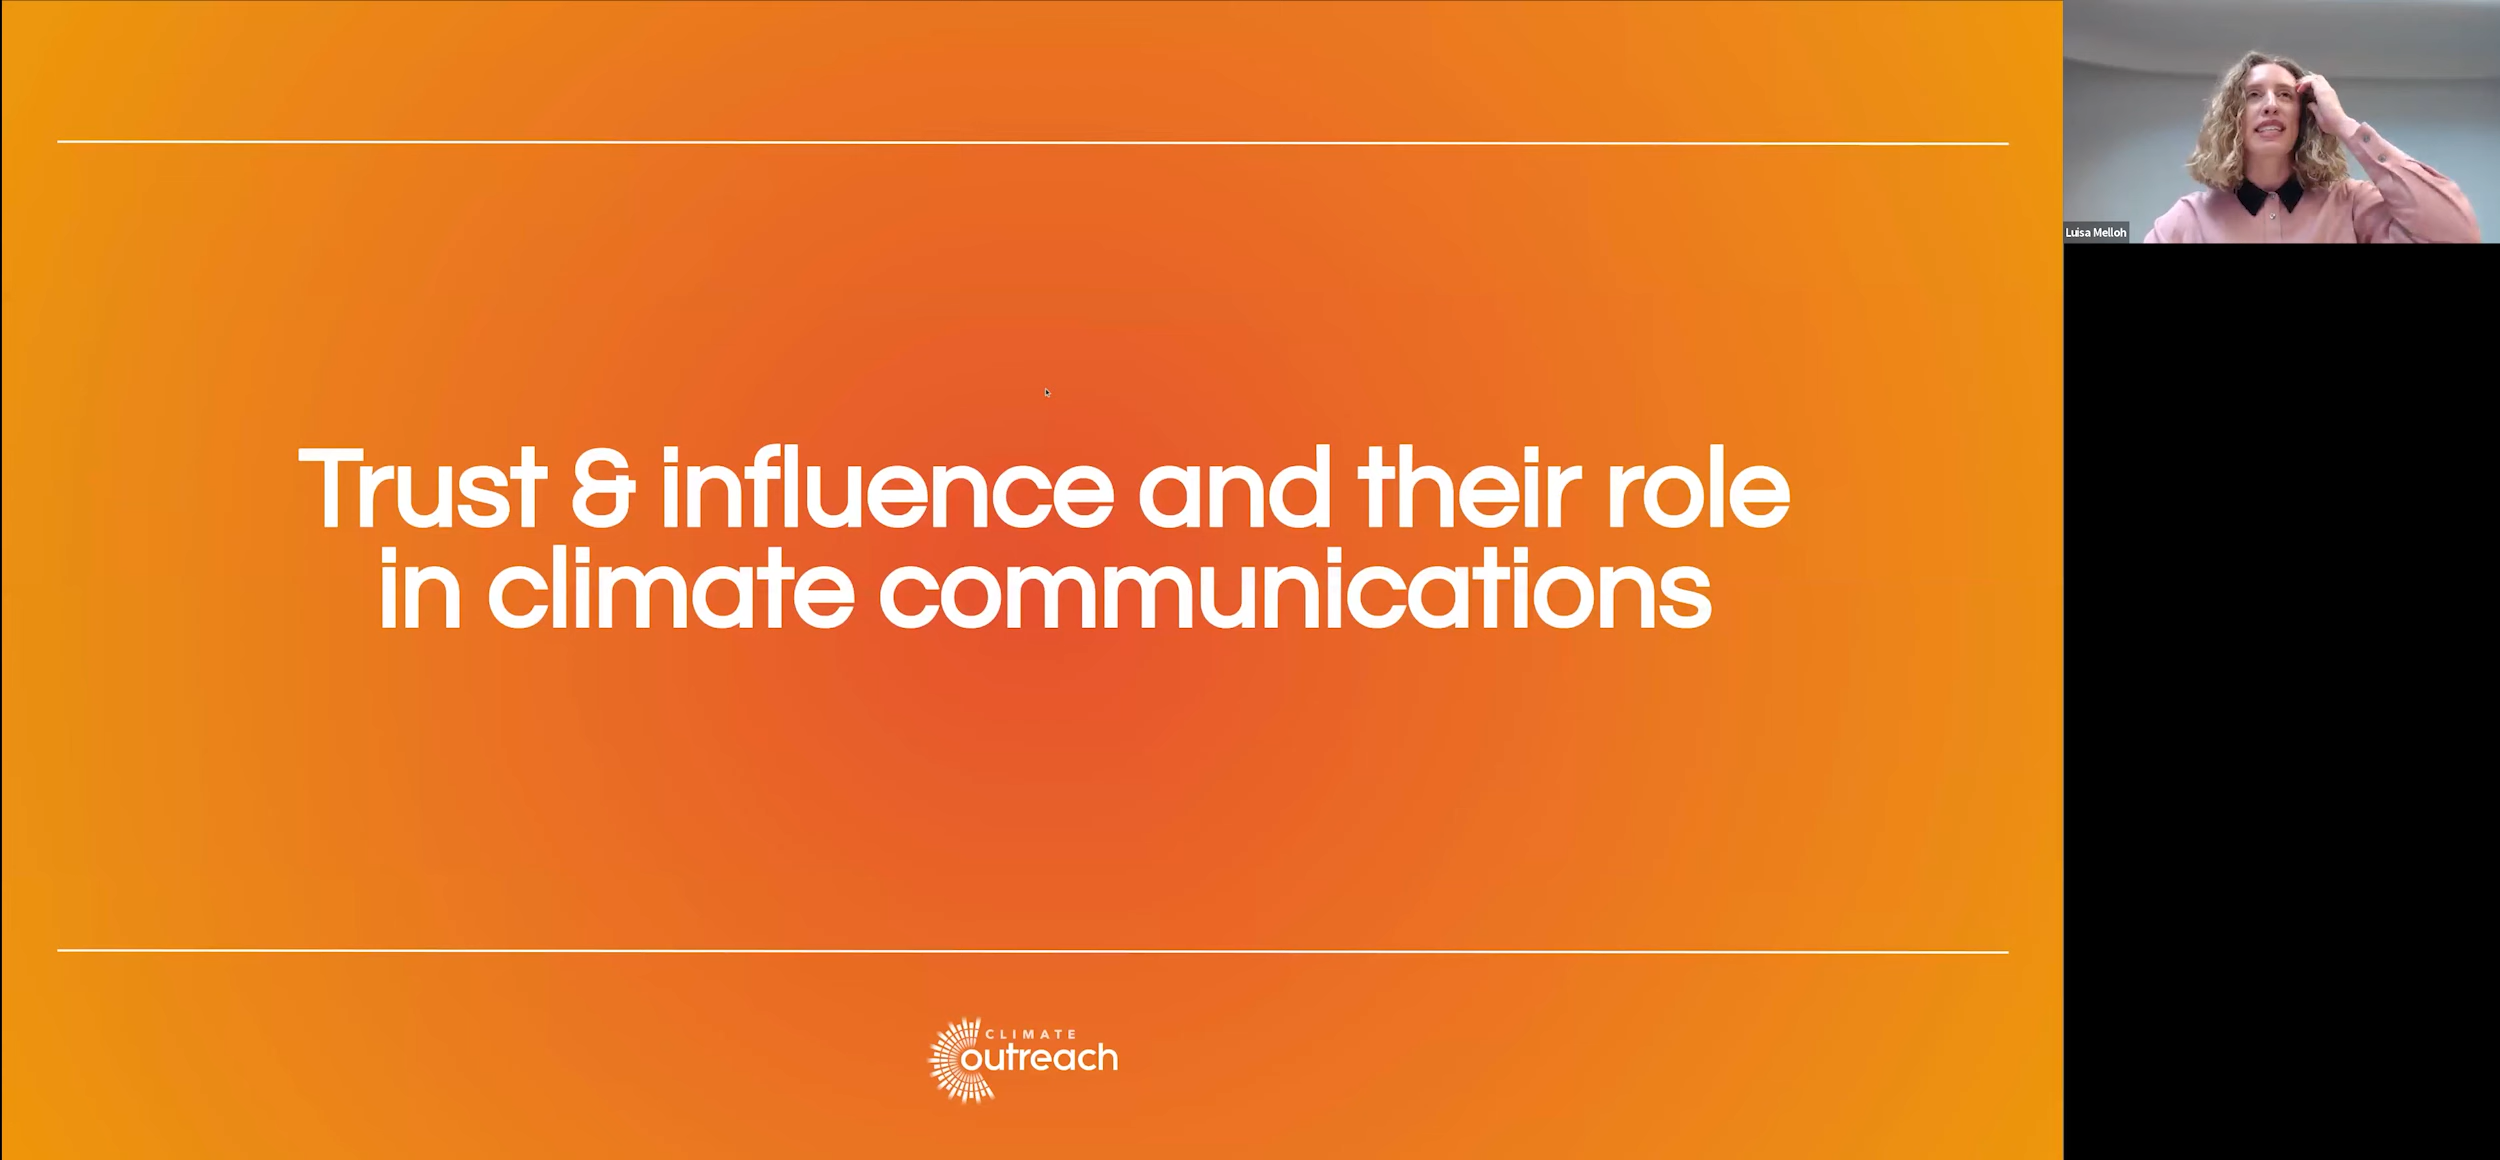 Trust & influence and their role
in climate communications
CLIMATE
outreach
Luisa Melloh